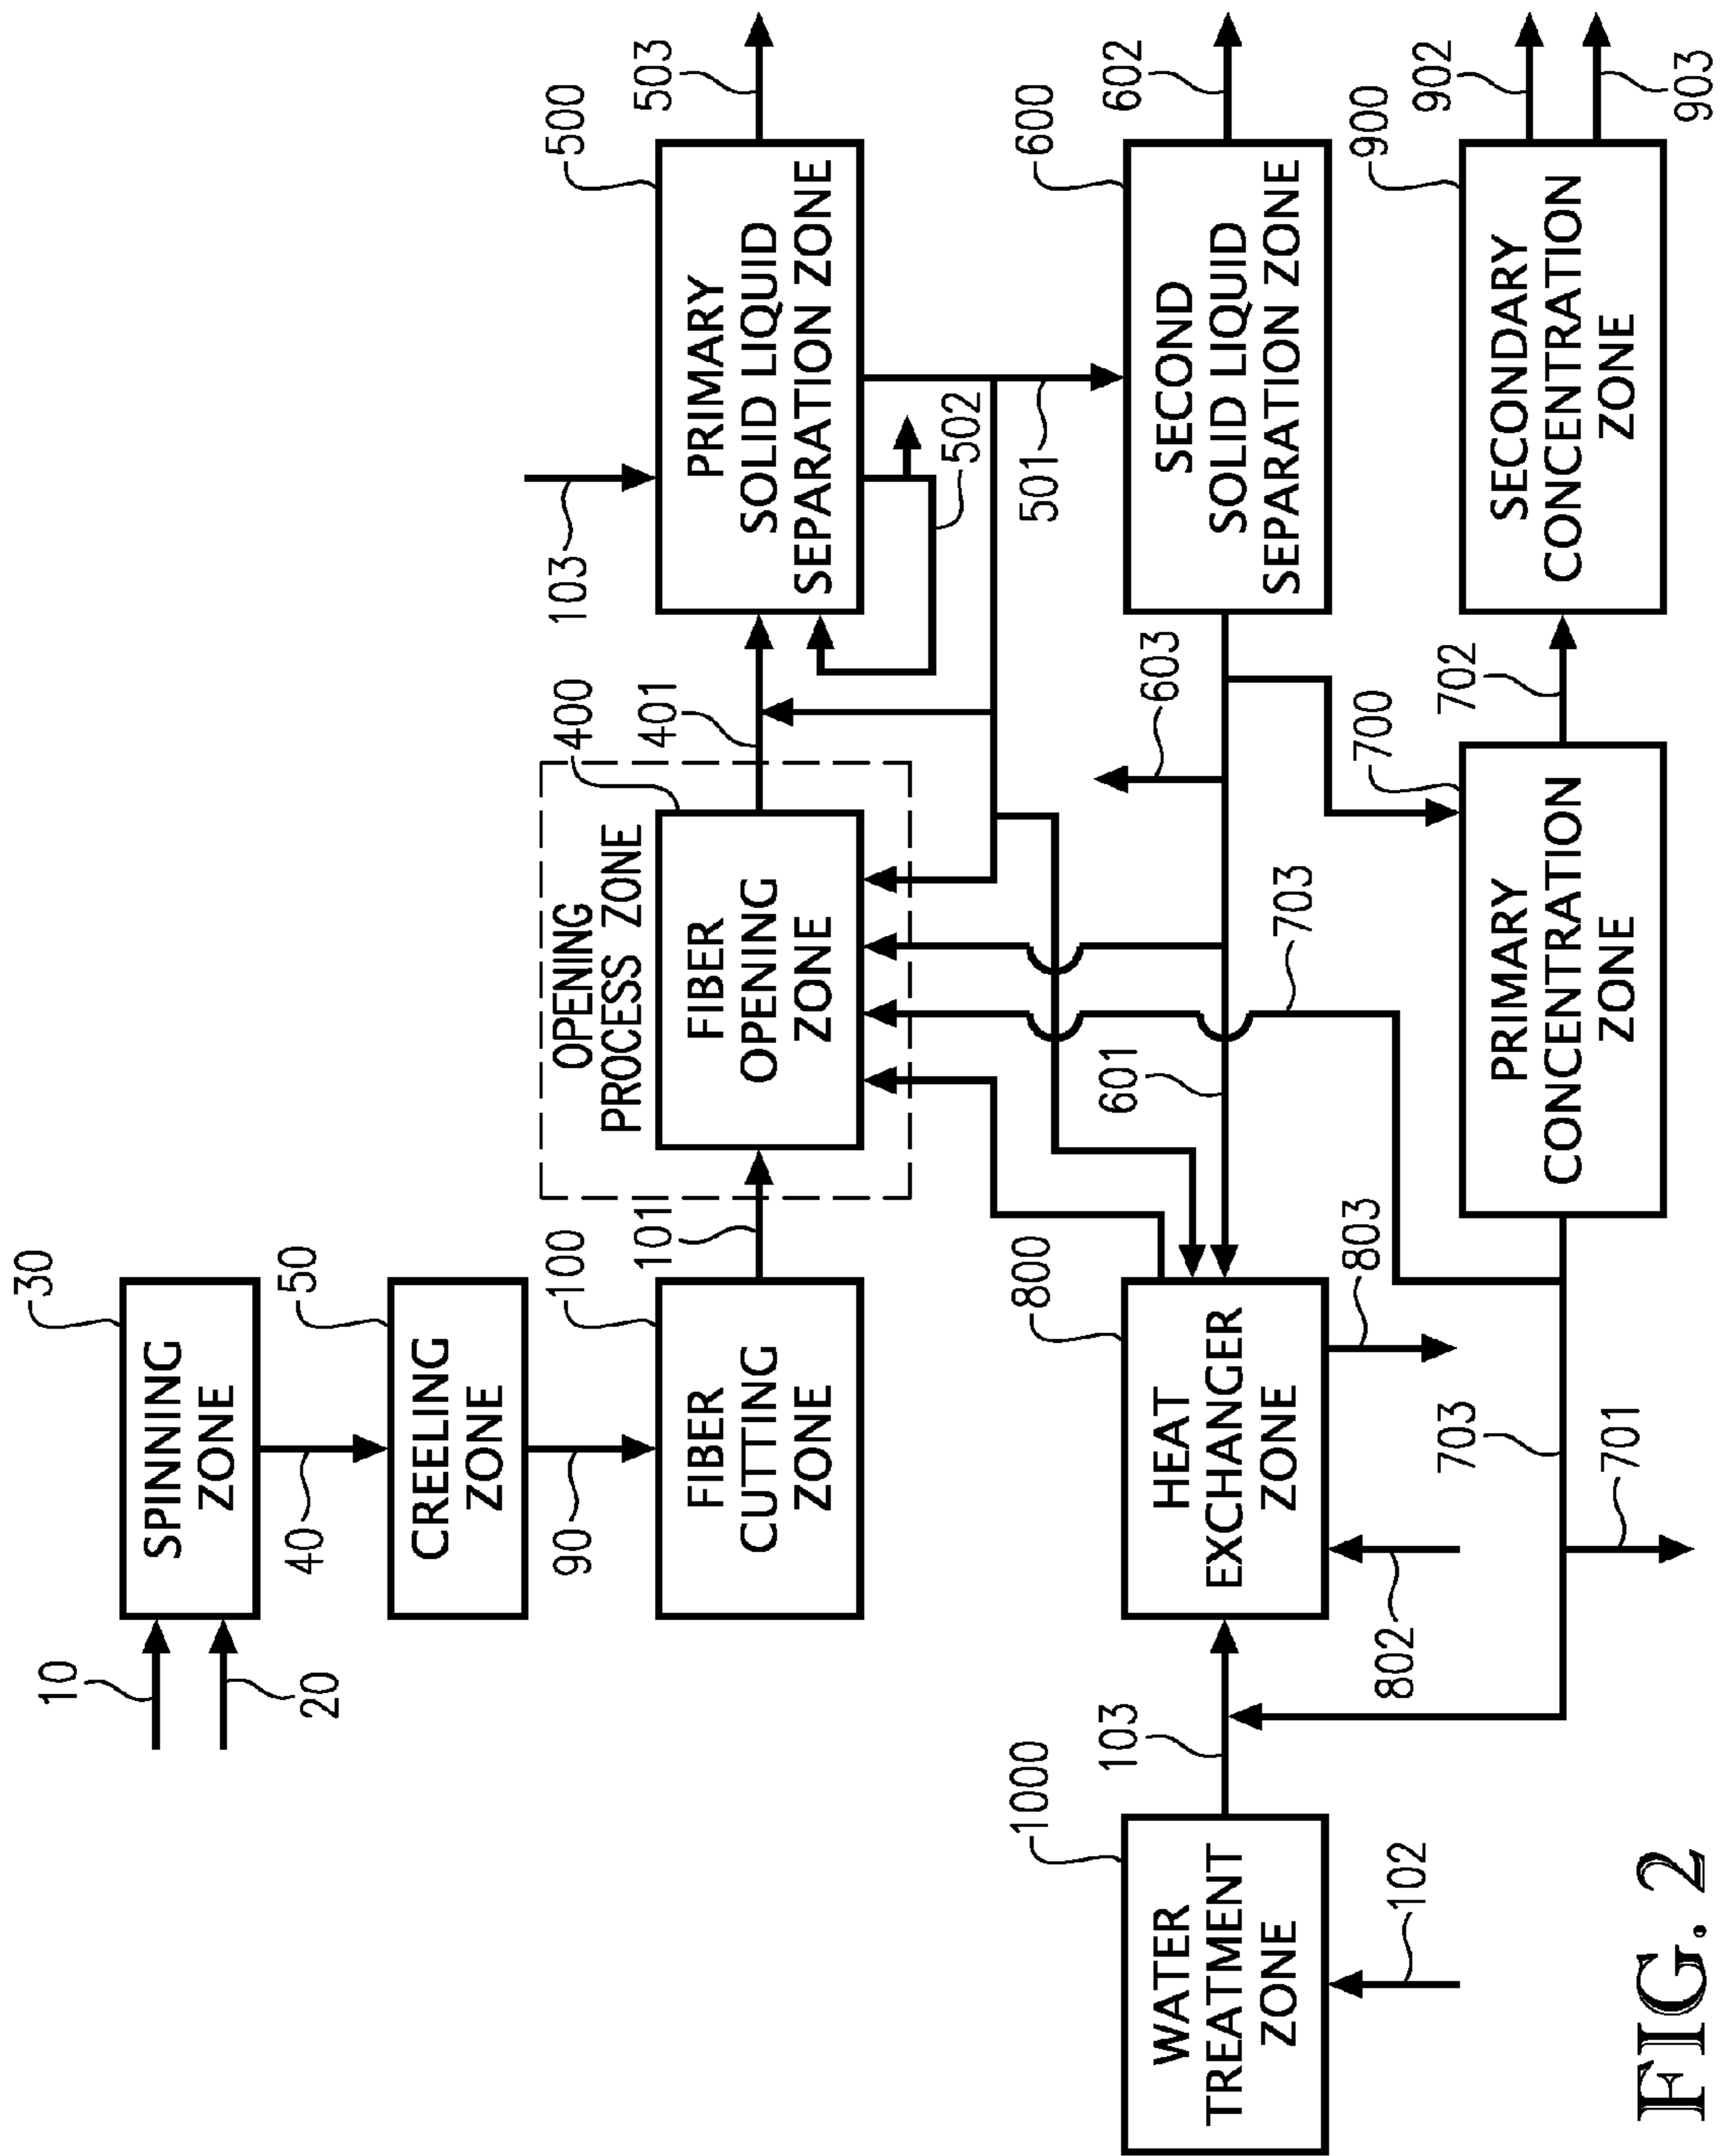 10
20
SPINNING
ZONE
30
40
CREELING
ZONE
50
90
FIBER
CUTTING
ZONE
100
101
OPENING
PROCESS ZONE
FIBER
OPENING
ZONE
400
401
103
PRIMARY
SOLID LIQUID
SEPARATION ZONE
500
503
502
501
WATER
TREATMENT
ZONE
1000
102
103
HEAT
EXCHANGER
ZONE
800
802
803
601
603
SECOND
SOLID LIQUID
SEPARATION ZONE
600
602
703
703
701
PRIMARY
CONCENTRATION
ZONE
700
702
SECONDARY
CONCENTRATION
ZONE
900
902
903
FIG. 2